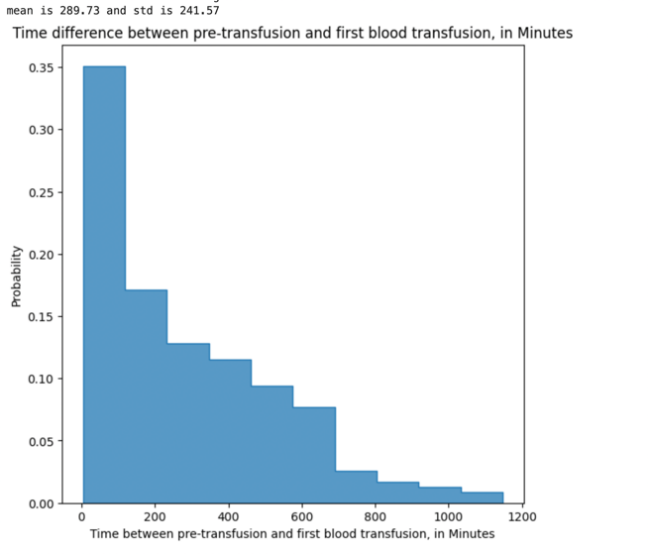 mean is 289.73 and std is 241.57
Time difference between pre-transfusion and first blood transfusion, in Minutes
0.35
0.30
0.25
0.20
0.15
0.10
0.05
0.00
Probability
0 200 400 600 800 1000 1200
Time between pre-transfusion and first blood transfusion, in Minutes